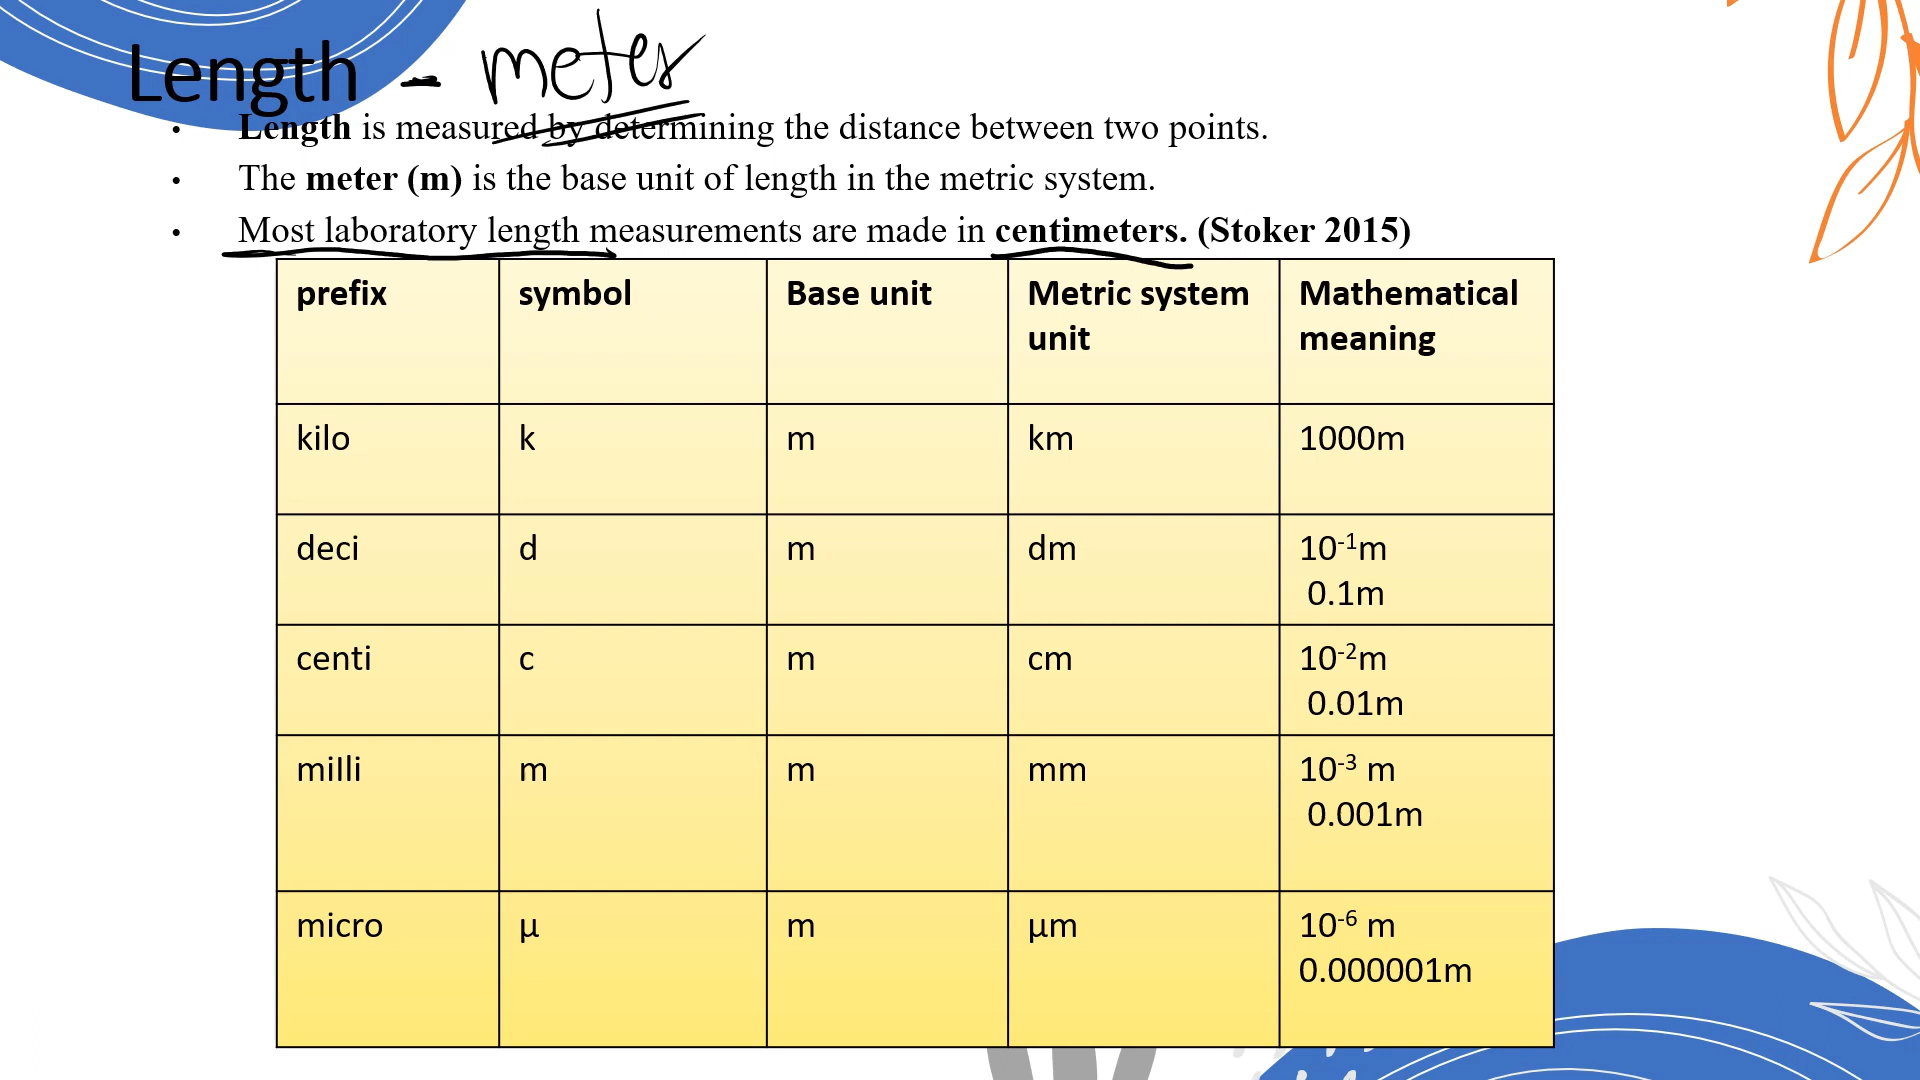 Length - meter
• Length is measured by determining the distance between two points.
• The meter (m) is the base unit of length in the metric system.
• Most laboratory length measurements are made in centimeters. (Stoker 2015)
prefix symbol Base unit Metric system unit Mathematical meaning
kilo k m km 1000m
deci d m dm 10⁻¹m
0.1m
centi c m cm 10⁻²m
0.01m
milli m m mm 10⁻³ m
0.001m
micro µ m µm 10⁻⁶ m
0.000001m